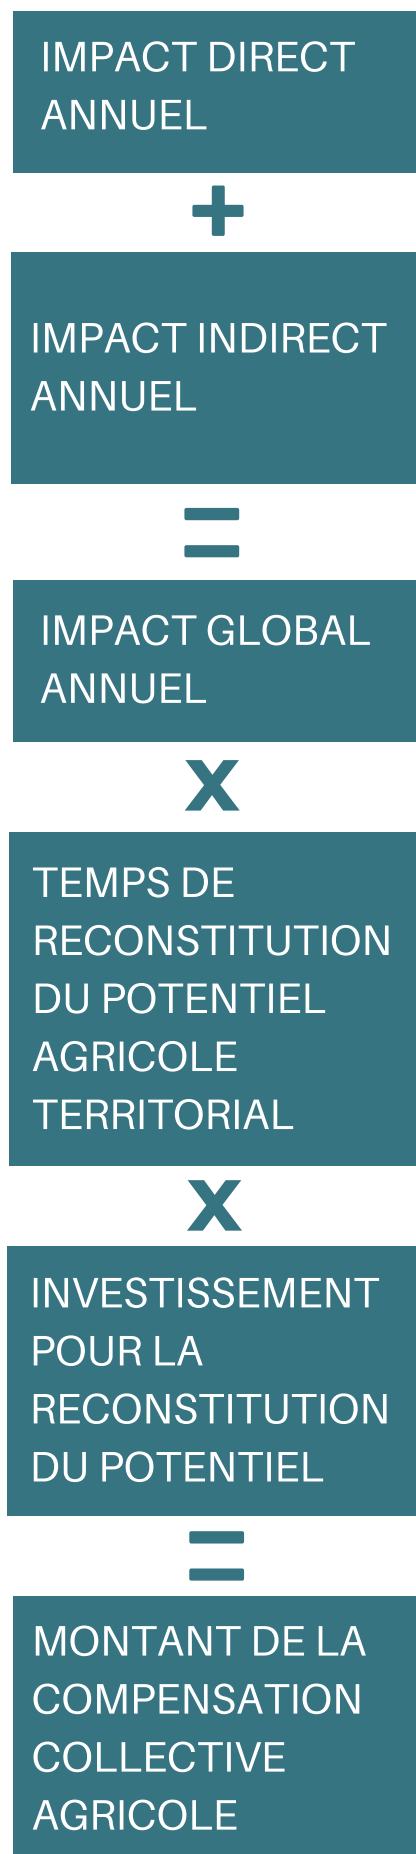 IMPACT DIRECT
ANNUEL
+
IMPACT INDIRECT
ANNUEL
=
IMPACT GLOBAL
ANNUEL
X
TEMPS DE
RECONSTITUTION
DU POTENTIEL
AGRICOLE
TERRITORIAL
X
INVESTISSEMENT
POUR LA
RECONSTITUTION
DU POTENTIEL
=
MONTANT DE LA
COMPENSATION
COLLECTIVE
AGRICOLE